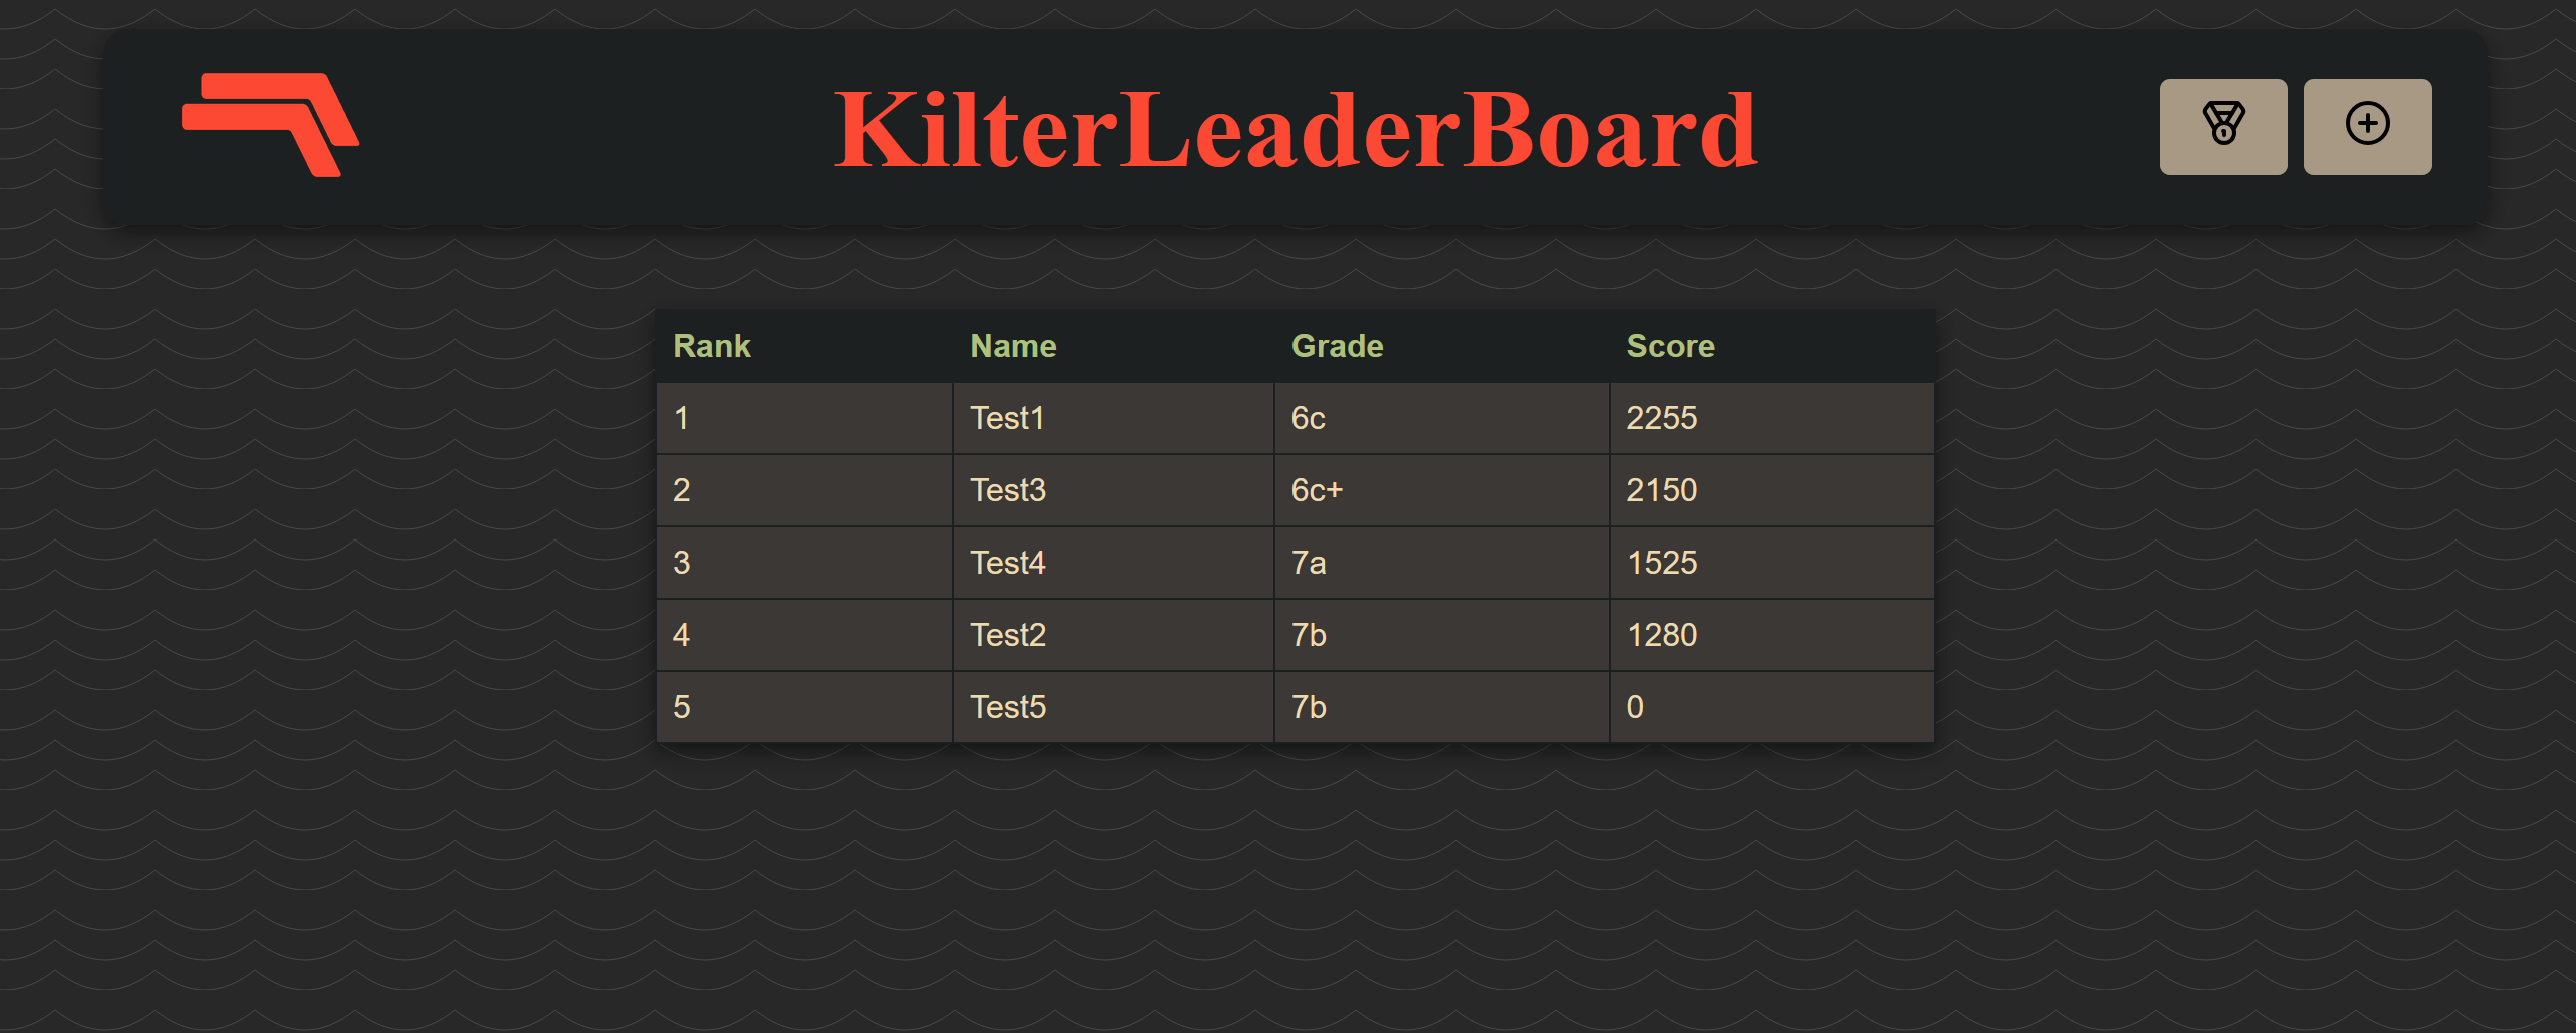 KilterLeaderBoard
Rank Name Grade Score
1 Test1 6c 2255
2 Test3 6c+ 2150
3 Test4 7a 1525
4 Test2 7b 1280
5 Test5 7b 0